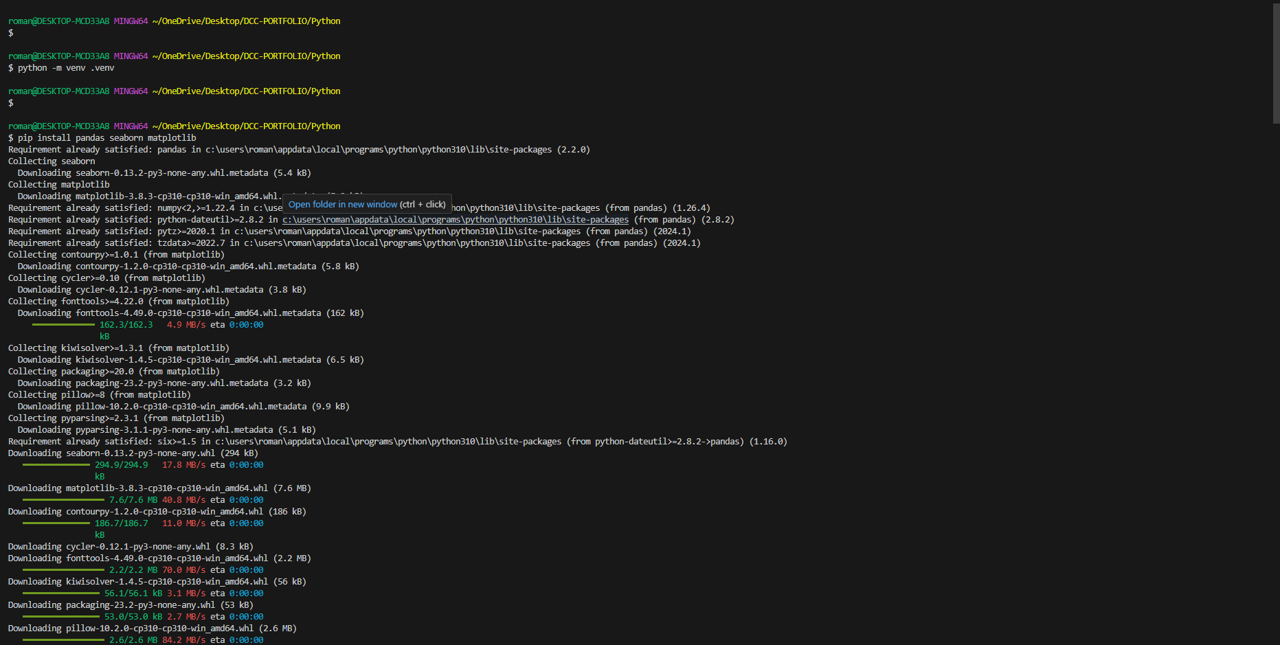 roman@DESKTOP-MCD33A8 MINGW64 ~/OneDrive/Desktop/DCC-PORTFOLIO/Python
$
roman@DESKTOP-MCD33A8 MINGW64 ~/OneDrive/Desktop/DCC-PORTFOLIO/Python
$ python -m venv .venv
roman@DESKTOP-MCD33A8 MINGW64 ~/OneDrive/Desktop/DCC-PORTFOLIO/Python
$
roman@DESKTOP-MCD33A8 MINGW64 ~/OneDrive/Desktop/DCC-PORTFOLIO/Python
$ pip install pandas seaborn matplotlib
Requirement already satisfied: pandas in c:\users\roman\appdata\local\programs\python\python310\lib\site-packages (2.2.0)
Collecting seaborn
Downloading seaborn-0.13.2-py3-none-any.whl.metadata (5.4 kB)
Collecting matplotlib
Downloading matplotlib-3.8.3-cp310-cp310-win_amd64.whl.
Open folder in new window (ctrl + click)
Requirement already satisfied: numpy<2,>=1.22.4 in c:\use hon\python310\lib\site-packages (from pandas) (1.26.4)
Requirement already satisfied: python-dateutil>=2.8.2 in c:\users\roman\appdata\local\programs\python\python310\lib\site-packages (from pandas) (2.8.2)
Requirement already satisfied: pytz>=2020.1 in c:\users\roman\appdata\local\programs\python\python310\lib\site-packages (from pandas) (2024.1)
Requirement already satisfied: tzdata>=2022.7 in c:\users\roman\appdata\local\programs\python\python310\lib\site-packages (from pandas) (2024.1)
Collecting contourpy>=1.0.1 (from matplotlib)
Downloading contourpy-1.2.0-cp310-cp310-win_amd64.whl.metadata (5.8 kB)
Collecting cycler>=0.10 (from matplotlib)
Downloading cycler-0.12.1-py3-none-any.whl.metadata (3.8 kB)
Collecting fonttools>=4.22.0 (from matplotlib)
Downloading fonttools-4.49.0-cp310-cp310-win_amd64.whl.metadata (162 kB)
162.3/162.3 4.9 MB/s eta 0:00:00
kB
Collecting kiwisolver>=1.3.1 (from matplotlib)
Downloading kiwisolver-1.4.5-cp310-cp310-win_amd64.whl.metadata (6.5 kB)
Collecting packaging>=20.0 (from matplotlib)
Downloading packaging-23.2-py3-none-any.whl.metadata (3.2 kB)
Collecting pillow>=8 (from matplotlib)
Downloading pillow-10.2.0-cp310-cp310-win_amd64.whl.metadata (9.9 kB)
Collecting pyparsing>=2.3.1 (from matplotlib)
Downloading pyparsing-3.1.1-py3-none-any.whl.metadata (5.1 kB)
Requirement already satisfied: six>=1.5 in c:\users\roman\appdata\local\programs\python\python310\lib\site-packages (from python-dateutil>=2.8.2->pandas) (1.16.0)
Downloading seaborn-0.13.2-py3-none-any.whl (294 kB)
294.9/294.9 17.8 MB/s eta 0:00:00
kB
Downloading matplotlib-3.8.3-cp310-cp310-win_amd64.whl (7.6 MB)
7.6/7.6 MB 40.8 MB/s eta 0:00:00
Downloading contourpy-1.2.0-cp310-cp310-win_amd64.whl (186 kB)
186.7/186.7 11.0 MB/s eta 0:00:00
kB
Downloading cycler-0.12.1-py3-none-any.whl (8.3 kB)
Downloading fonttools-4.49.0-cp310-cp310-win_amd64.whl (2.2 MB)
2.2/2.2 MB 70.0 MB/s eta 0:00:00
Downloading kiwisolver-1.4.5-cp310-cp310-win_amd64.whl (56 kB)
56.1/56.1 kB 3.1 MB/s eta 0:00:00
Downloading packaging-23.2-py3-none-any.whl (53 kB)
53.0/53.0 kB 2.7 MB/s eta 0:00:00
Downloading pillow-10.2.0-cp310-cp310-win_amd64.whl (2.6 MB)
2.6/2.6 MB 84.2 MB/s eta 0:00:00